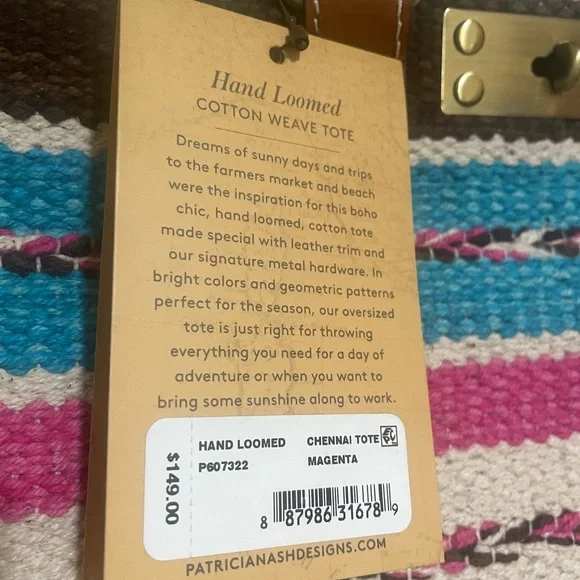 Hand Loomed
COTTON WEAVE TOTE
Dreams of sunny days and trips
to the farmers market and beach
were the inspiration for this boho
chic, hand loomed, cotton tote
made special with leather trim and
our signature metal hardware. In
bright colors and geometric patterns
perfect for the season, our oversized
tote is just right for throwing
everything you need for a day of
adventure or when you want to
bring some sunshine along to work.
HAND LOOMED CHENNAI TOTE
P607322 MAGENTA
$149.00
8 87986 31678 9
PATRICIANASHDESIGNS.COM